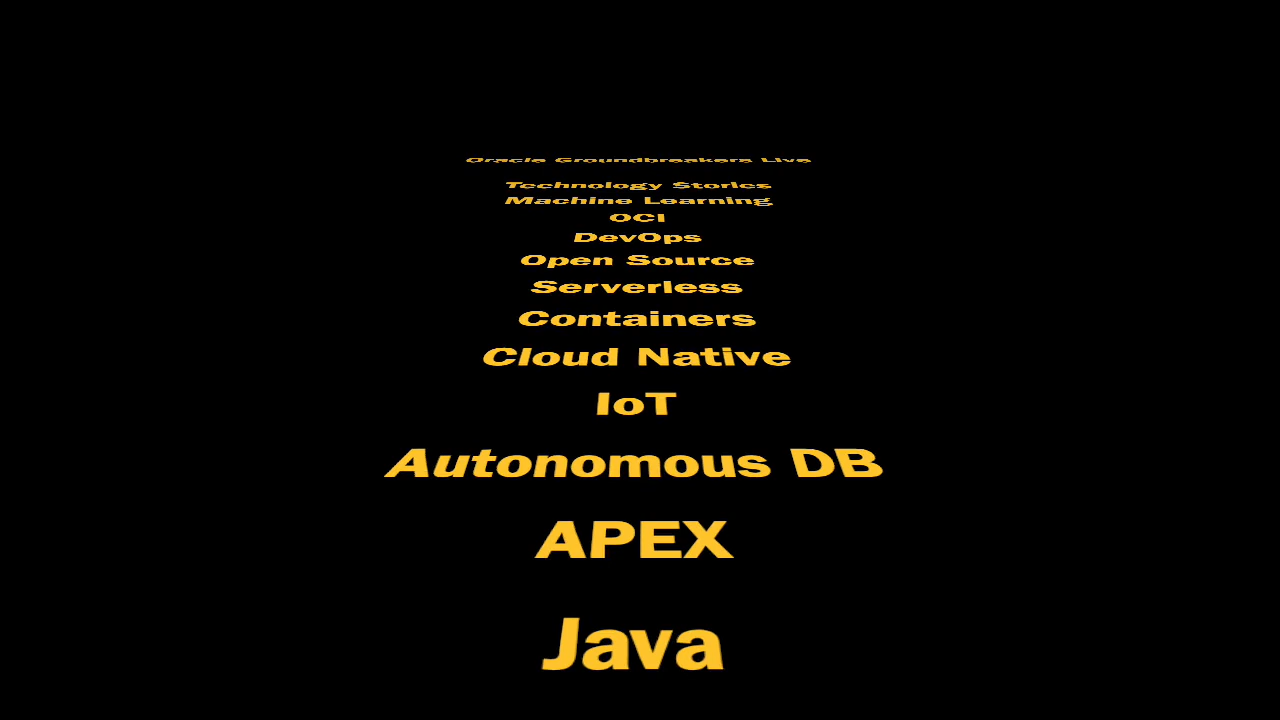 Oracle Groundbreakers Live
Technology Stories
Machine Learning
OCI
DevOps
Open Source
Serverless
Containers
Cloud Native
IoT
Autonomous DB
APEX
Java